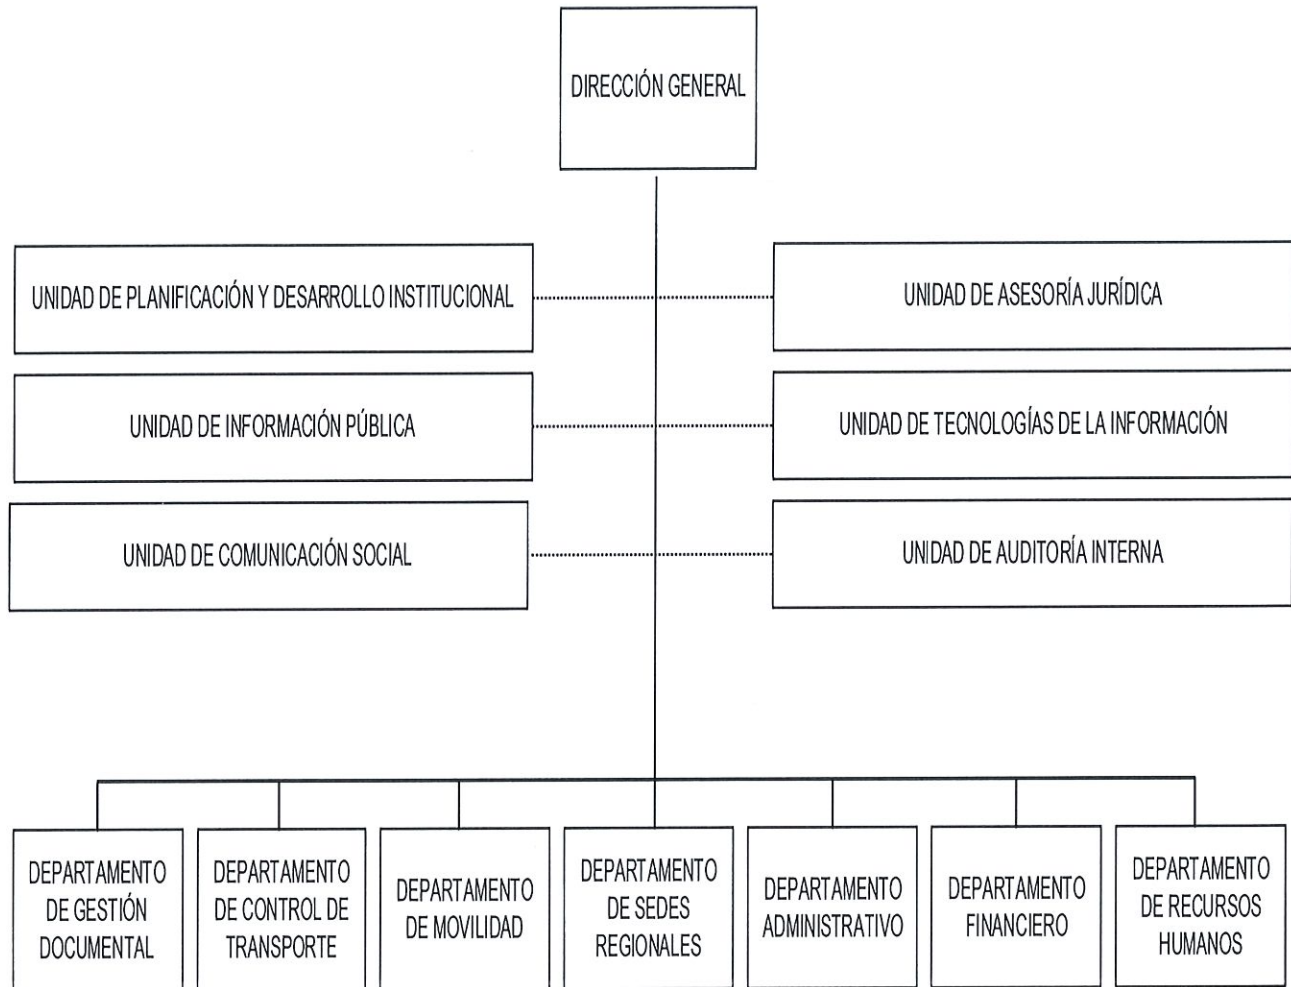 DIRECCIÓN GENERAL
UNIDAD DE PLANIFICACIÓN Y DESARROLLO INSTITUCIONAL
UNIDAD DE ASESORÍA JURÍDICA
UNIDAD DE INFORMACIÓN PÚBLICA
UNIDAD DE TECNOLOGÍAS DE LA INFORMACIÓN
UNIDAD DE COMUNICACIÓN SOCIAL
UNIDAD DE AUDITORÍA INTERNA
DEPARTAMENTO
DE GESTIÓN
DOCUMENTAL
DEPARTAMENTO
DE CONTROL DE
TRANSPORTE
DEPARTAMENTO
DE MOVILIDAD
DEPARTAMENTO
DE SEDES
REGIONALES
DEPARTAMENTO
ADMINISTRATIVO
DEPARTAMENTO
FINANCIERO
DEPARTAMENTO
DE RECURSOS
HUMANOS